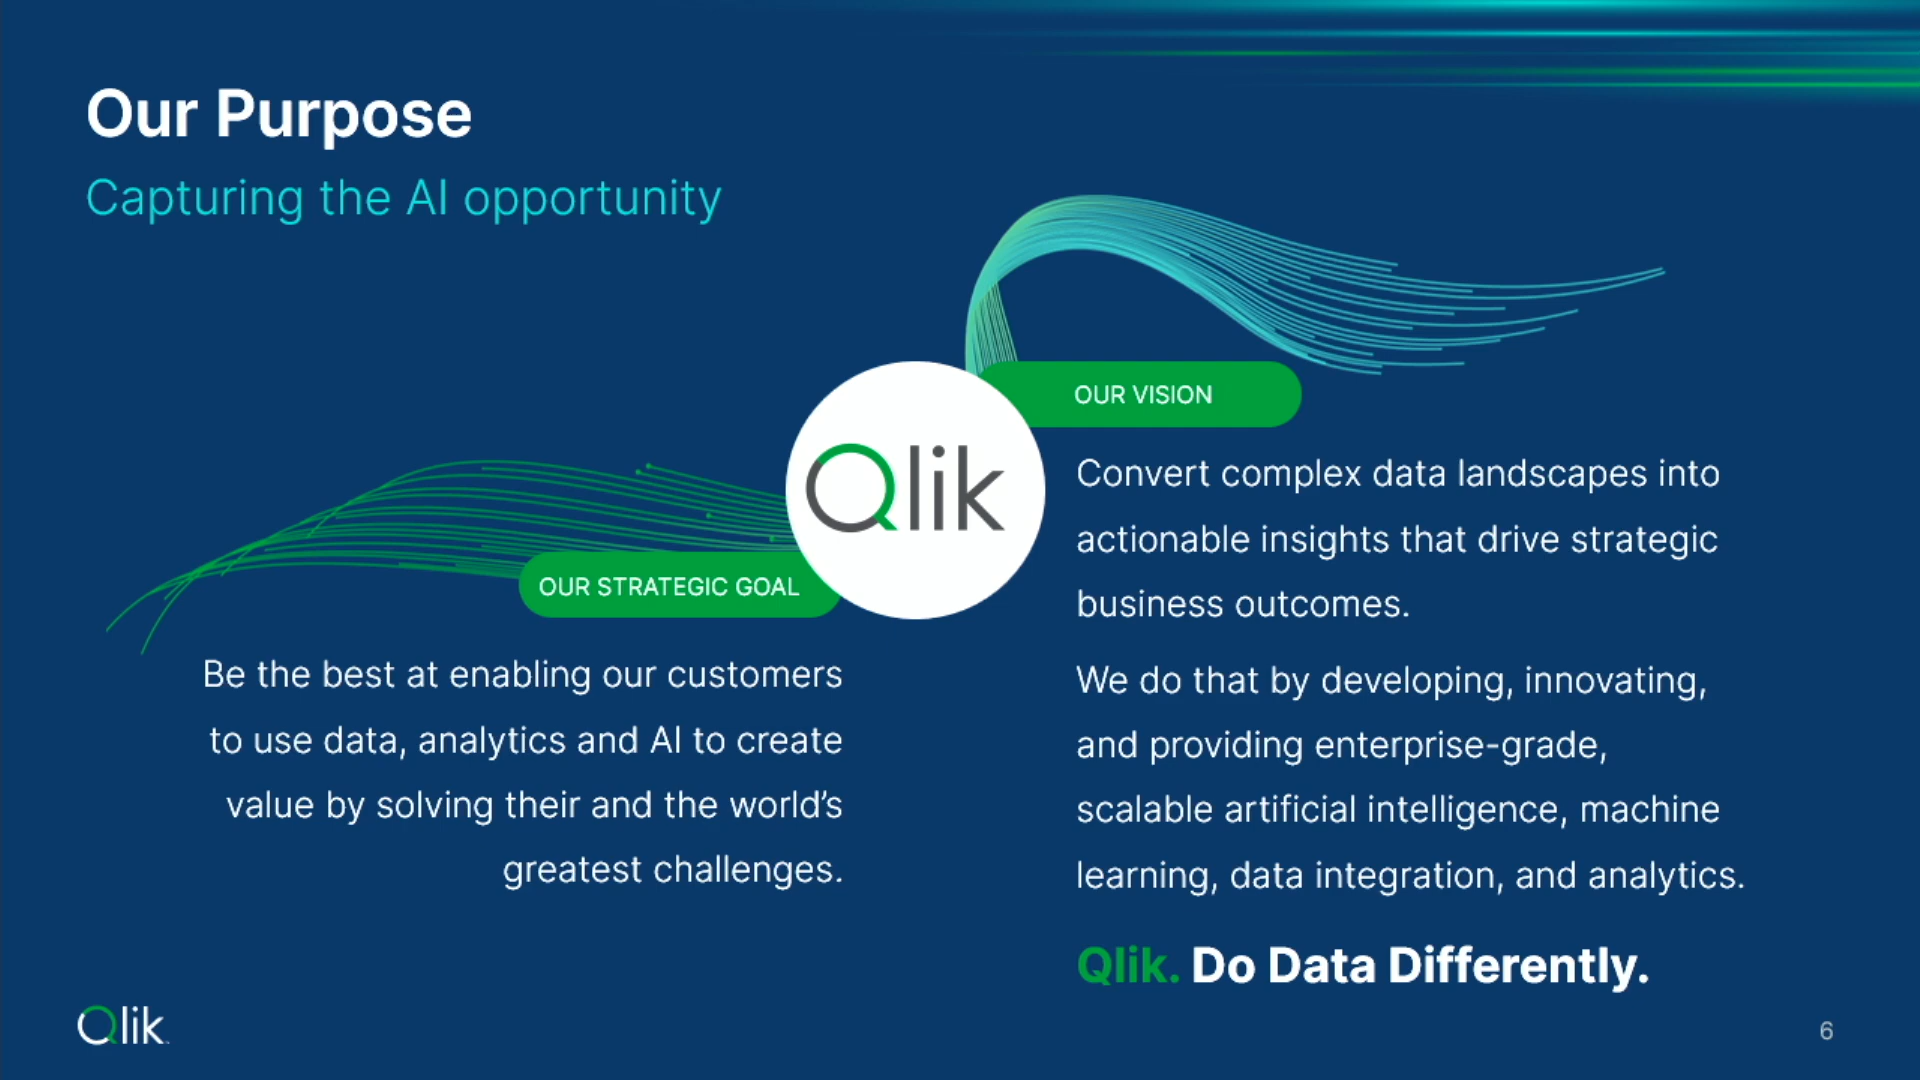 Our Purpose
Capturing the AI opportunity
OUR VISION
Qlik
Convert complex data landscapes into
actionable insights that drive strategic
business outcomes.
We do that by developing, innovating,
and providing enterprise-grade,
scalable artificial intelligence, machine
learning, data integration, and analytics.
Qlik. Do Data Differently.
OUR STRATEGIC GOAL
Be the best at enabling our customers
to use data, analytics and AI to create
value by solving their and the world’s
greatest challenges.
Qlik
6